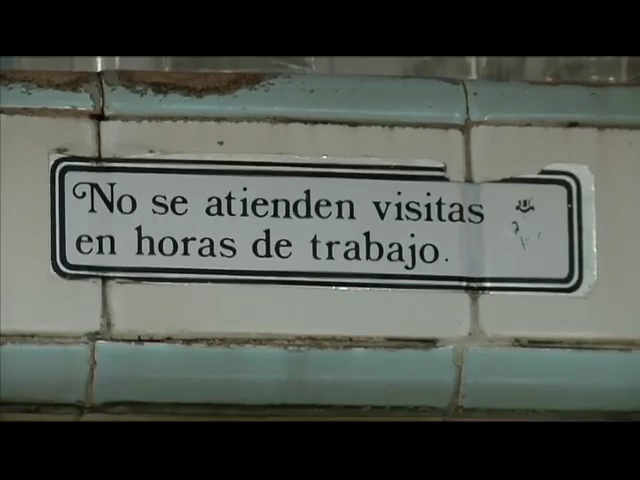 No se atienden visitas
en horas de trabajo.